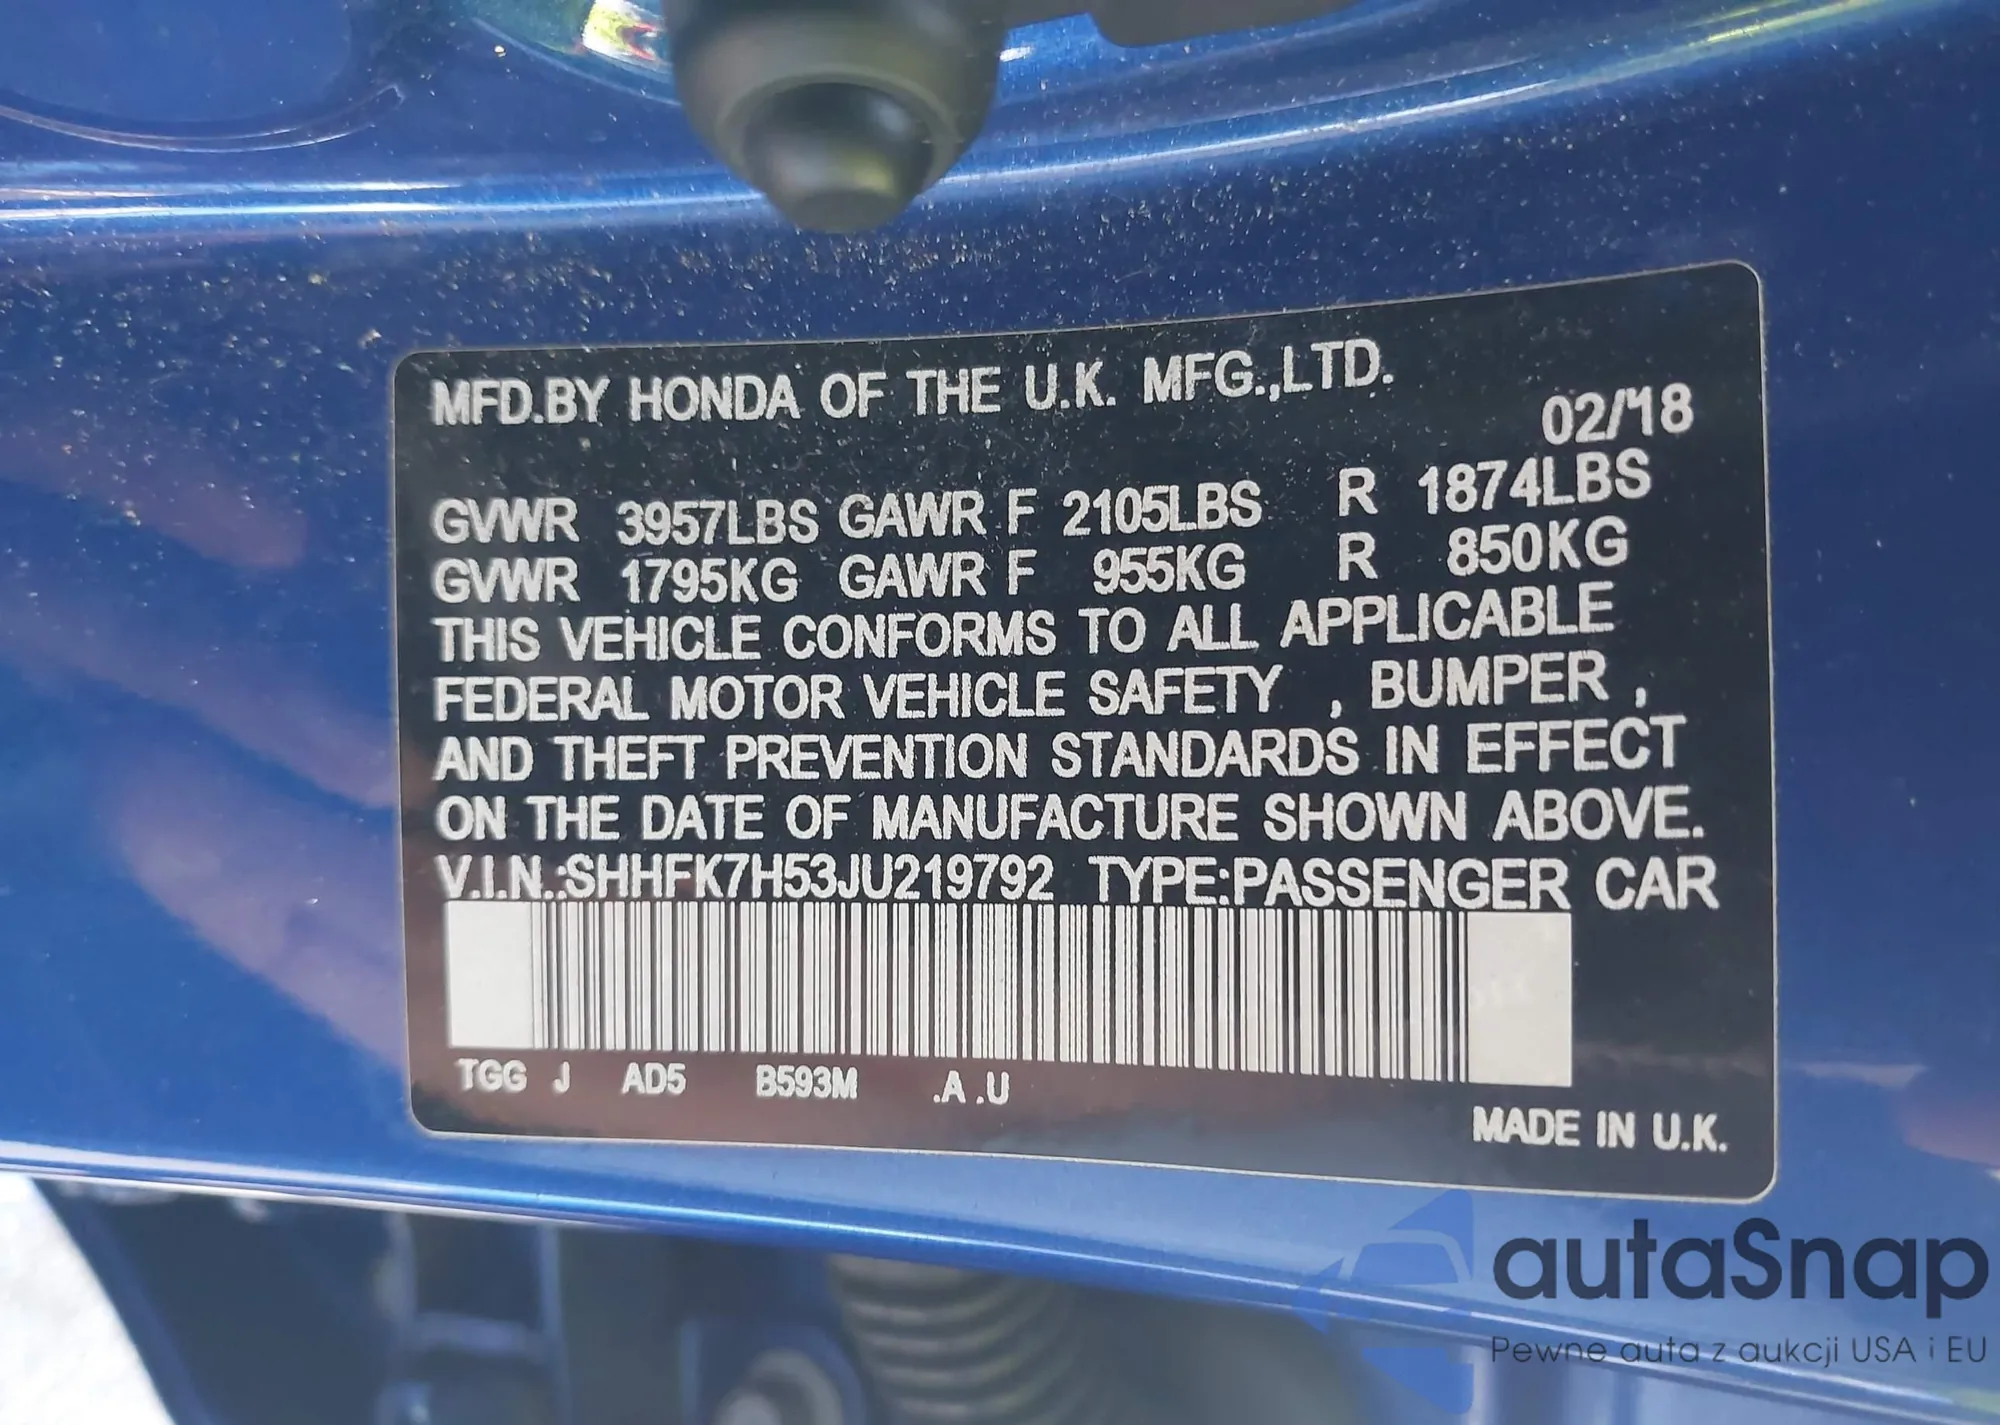 MFD.BY HONDA OF THE U.K. MFG.,LTD.
02/'18
GVWR 3957LBS GAWR F 2105LBS R 1874LBS
GVWR 1795KG GAWR F 955KG R 850KG
THIS VEHICLE CONFORMS TO ALL APPLICABLE
FEDERAL MOTOR VEHICLE SAFETY , BUMPER ,
AND THEFT PREVENTION STANDARDS IN EFFECT
ON THE DATE OF MANUFACTURE SHOWN ABOVE.
V.I.N.:SHHFK7H53JU219792 TYPE:PASSENGER CAR
TGG J AD5 B593M .A .U
MADE IN U.K.
autaSnap
Pewne auta z aukcji USA i EU